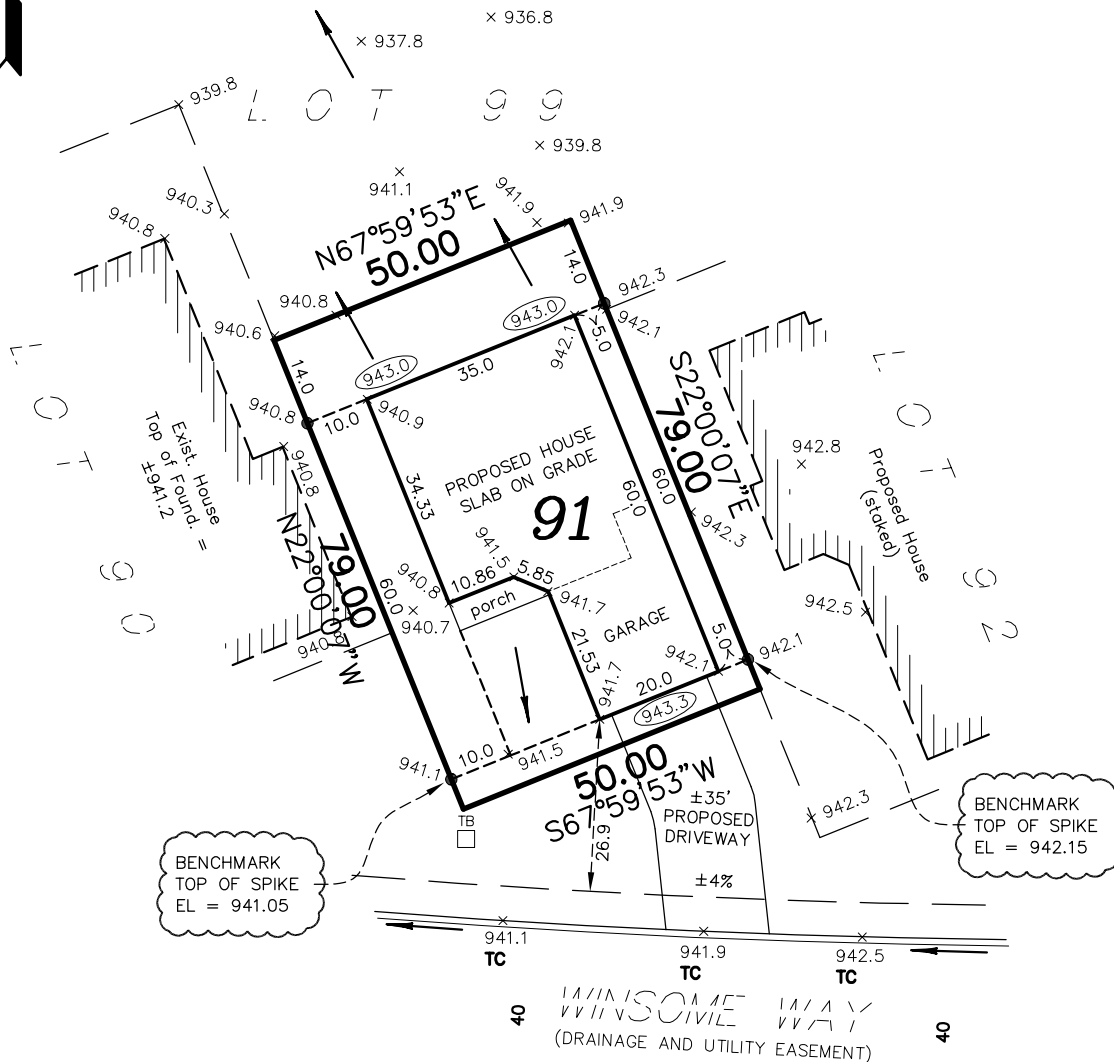 × 936.8
× 937.8
939.8
LOT 99
× 939.8
941.1
940.3
940.8
941.9
941.9
N67°59'53"E
50.00
14.0
942.3
940.8
943.0
942.1
940.6
942.1
>5.0
943.0
35.0
14.0
940.9
940.8
10.0
LOT 90
Exist. House
Top of Found. =
±941.2
940.8
PROPOSED HOUSE
SLAB ON GRADE
91
34.33
60.0
60.0
S22°00'07"E
79.00
942.3
LOT 92
942.8
Proposed House
(staked)
942.5
N22°00'07"W
79.00
60.0
940.8
940.7
940.8
941.5
10.86
5.85
porch
941.7
GARAGE
21.53
5.0<
942.1
942.1
941.7
20.0
943.3
10.0
941.5
941.1
50.00
S67°59'53"W
26.9
±35'
PROPOSED
DRIVEWAY
±4%
942.3
TB
BENCHMARK
TOP OF SPIKE
EL = 942.15
BENCHMARK
TOP OF SPIKE
EL = 941.05
941.1
TC
941.9
TC
942.5
TC
40
WINSOME WAY
40
(DRAINAGE AND UTILITY EASEMENT)